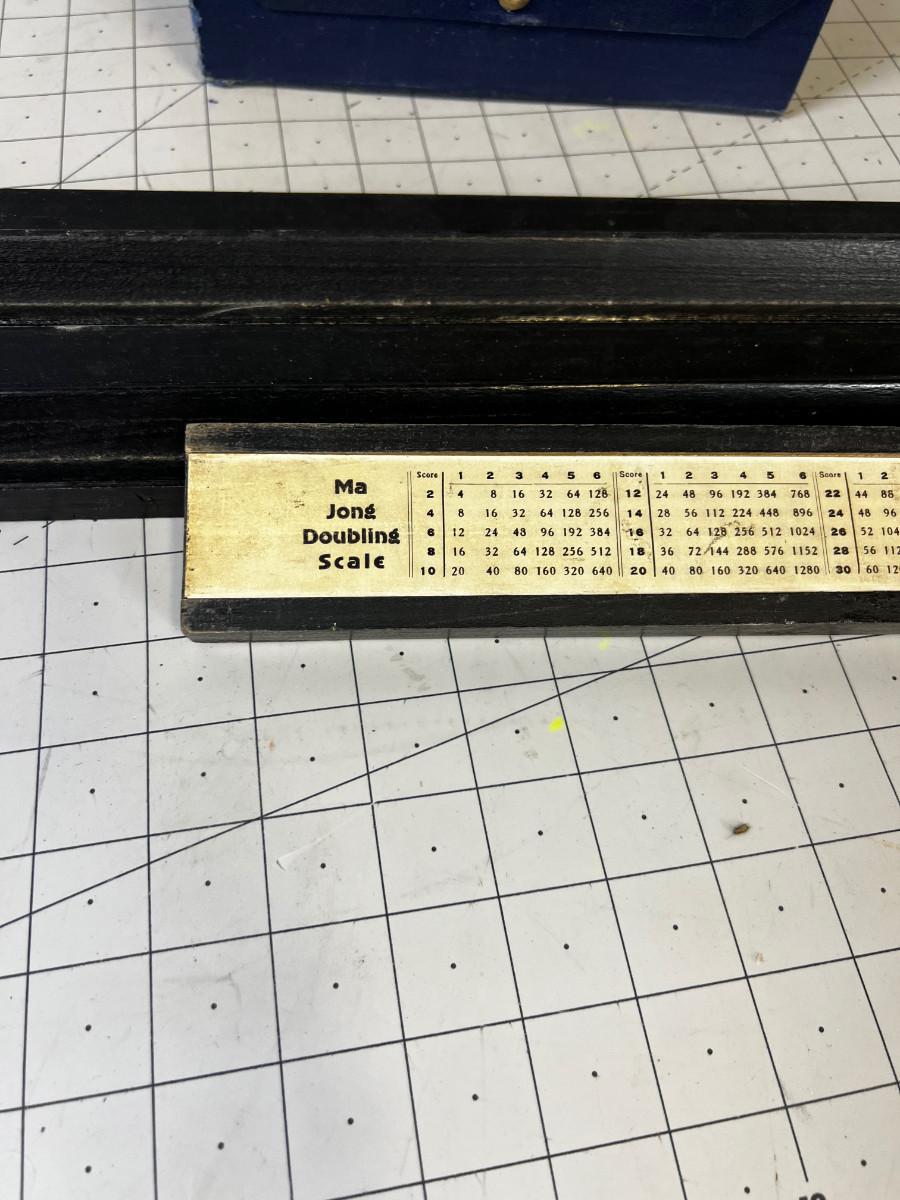 Ma
Jong
Doubling
Scale
Score 1 2 3 4 5 6 Score 1 2 3 4 5 6 Score 1 2
2 4 8 16 32 64 128 12 24 48 96 192 384 768 22 44 88
4 8 16 32 64 128 256 14 28 56 112 224 448 896 24 48 96
6 12 24 48 96 192 384 16 32 64 128 256 512 1024 26 52 104
8 16 32 64 128 256 512 18 36 72 144 288 576 1152 28 56 112
10 20 40 80 160 320 640 20 40 80 160 320 640 1280 30 60